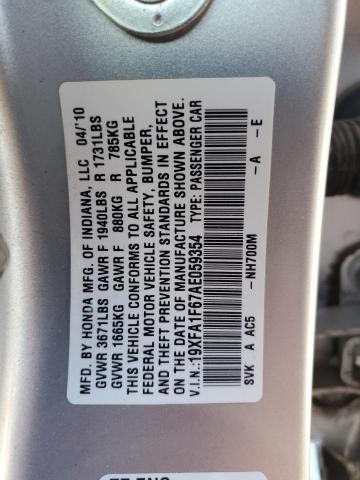 MFD. BY HONDA MFG. OF INDIANA, LLC 04/'10
GVWR 3671LBS GAWR F 1940LBS R 1731LBS
GVWR 1665KG GAWR F 880KG R 785KG
THIS VEHICLE CONFORMS TO ALL APPLICABLE
FEDERAL MOTOR VEHICLE SAFETY, BUMPER,
AND THEFT PREVENTION STANDARDS IN EFFECT
ON THE DATE OF MANUFACTURE SHOWN ABOVE.
V.I.N.:19XFA1F67AE059354 TYPE: PASSENGER CAR
SVK A AC5 -NH700M -A -E